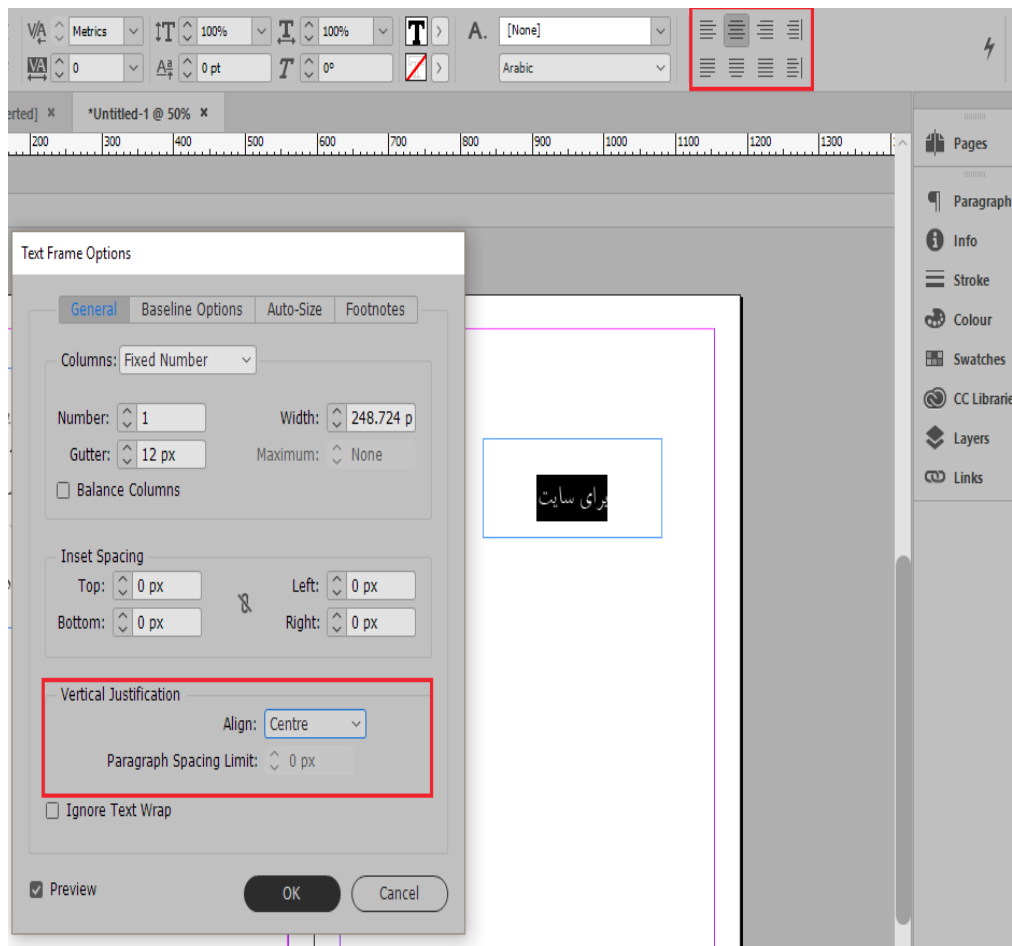 Metrics 100% 100% T A. [None]
0 0 pt 0° Arabic
erted] × *Untitled-1 @ 50% ×
200 300 400 500 600 700 800 900 1000 1100 1200 1300
Pages
Paragraph
Info
Stroke
Colour
Swatches
CC Librarie
Layers
Links
Text Frame Options
General Baseline Options Auto-Size Footnotes
Columns: Fixed Number
Number: 1 Width: 248.724 p
Gutter: 12 px Maximum: None
Balance Columns
Inset Spacing
Top: 0 px Left: 0 px
Bottom: 0 px Right: 0 px
Vertical Justification
Align: Centre
Paragraph Spacing Limit: 0 px
Ignore Text Wrap
Preview OK Cancel
برای سایت